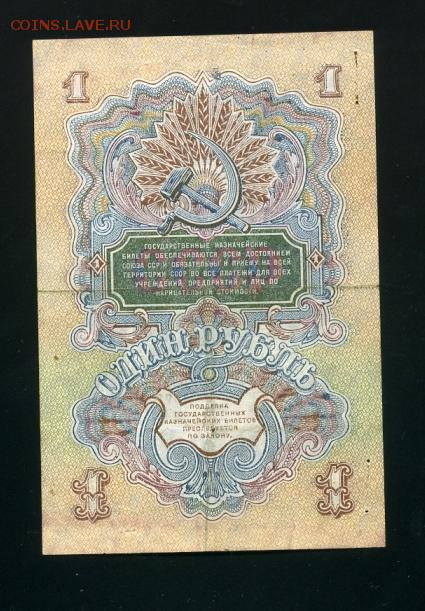 COINS.LAVE.RU
1 1
ГОСУДАРСТВЕННЫЕ КАЗНАЧЕЙСКИЕ
БИЛЕТЫ ОБЕСПЕЧИВАЮТСЯ ВСЕМ ДОСТОЯНИЕМ
СОЮЗА ССР И ОБЯЗАТЕЛЬНЫ К ПРИЕМУ НА ВСЕЙ
ТЕРРИТОРИИ СССР ВО ВСЕ ПЛАТЕЖИ ДЛЯ ВСЕХ
УЧРЕЖДЕНИЙ, ПРЕДПРИЯТИЙ И ЛИЦ ПО
НАРИЦАТЕЛЬНОЙ СТОИМОСТИ.
1 1
ОДИН РУБЛЬ
ПОДДЕЛКА
ГОСУДАРСТВЕННЫХ
КАЗНАЧЕЙСКИХ БИЛЕТОВ
ПРЕСЛЕДУЕТСЯ
ПО ЗАКОНУ.
1 1